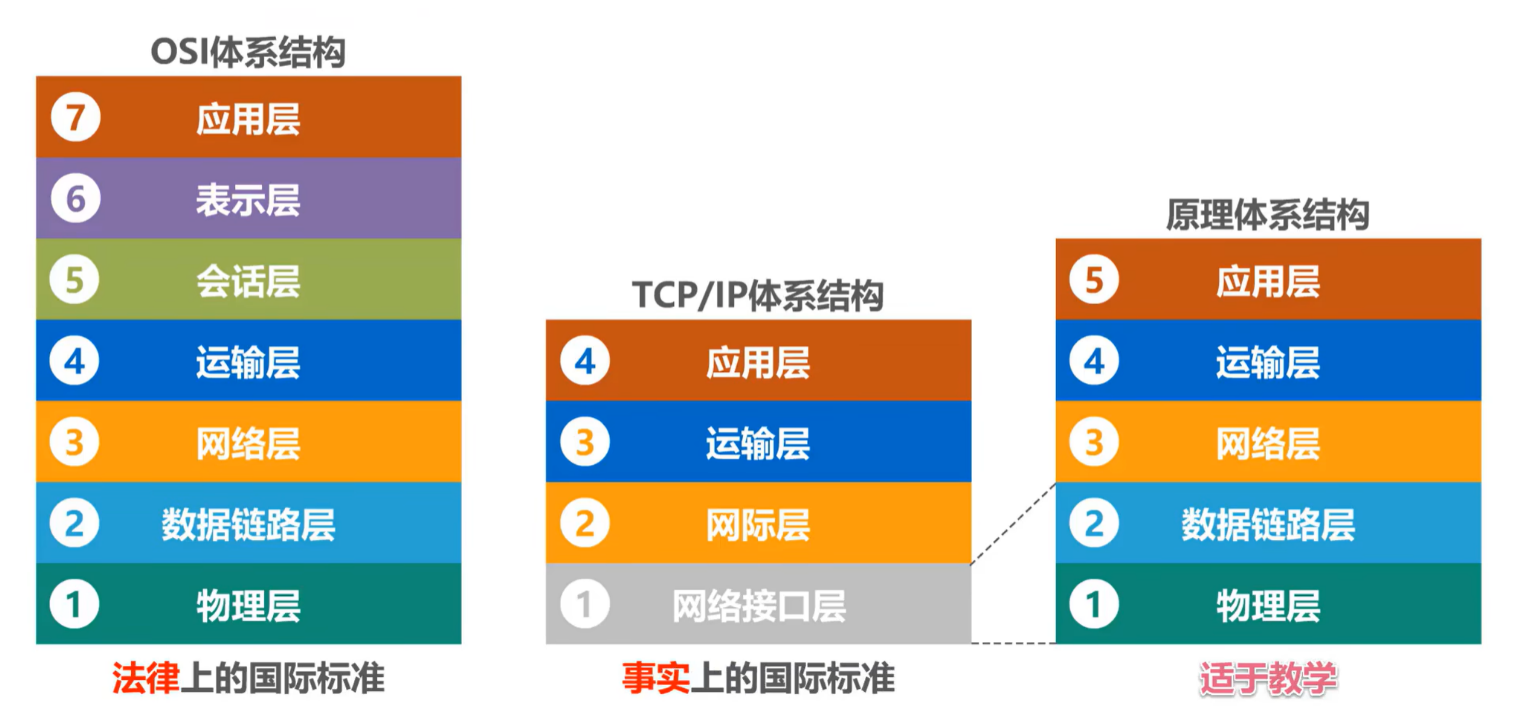 OSI体系结构
7 应用层
6 表示层
5 会话层
4 运输层
3 网络层
2 数据链路层
1 物理层
法律上的国际标准
TCP/IP体系结构
4 应用层
3 运输层
2 网际层
1 网络接口层
事实上的国际标准
原理体系结构
5 应用层
4 运输层
3 网络层
2 数据链路层
1 物理层
适于教学